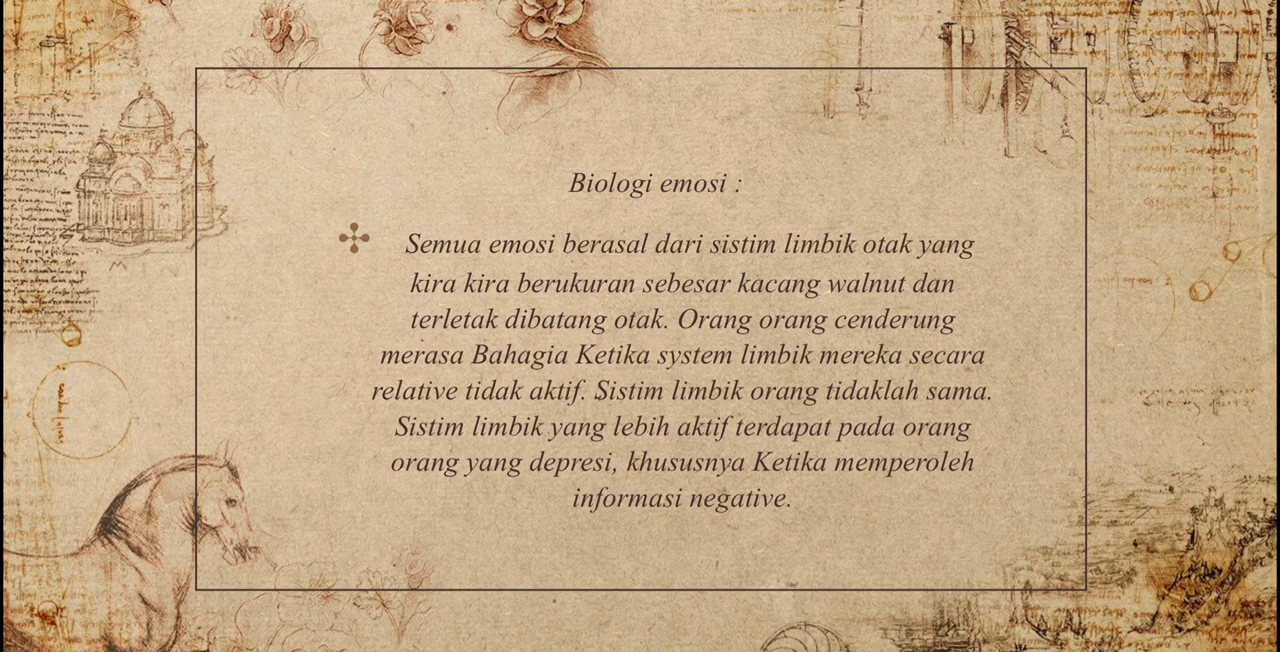 Biologi emosi :
Semua emosi berasal dari sistim limbik otak yang
kira kira berukuran sebesar kacang walnut dan
terletak dibatang otak. Orang orang cenderung
merasa Bahagia Ketika system limbik mereka secara
relative tidak aktif. Sistim limbik orang tidaklah sama.
Sistim limbik yang lebih aktif terdapat pada orang
orang yang depresi, khususnya Ketika memperoleh
informasi negative.